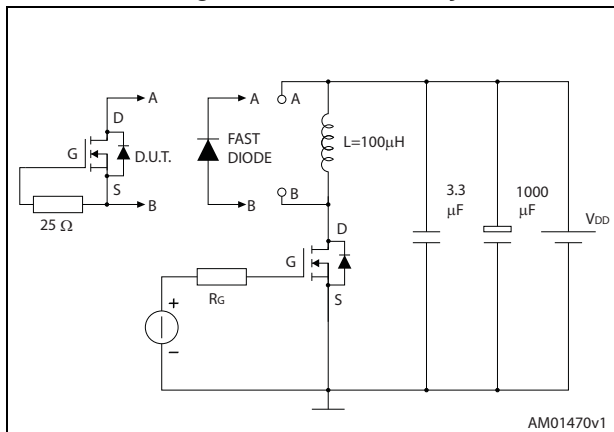 A
D
G
D.U.T.
S
B
25 Ω
A
FAST
DIODE
B
A
L=100µH
B
D
G
S
RG
+
−
3.3
µF
1000
µF
VDD
AM01470v1